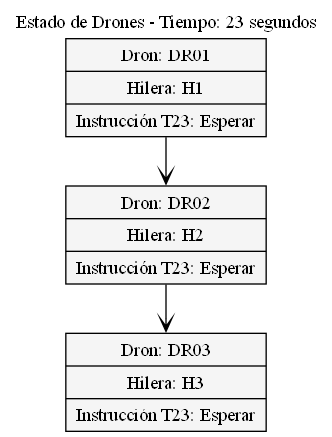 Estado de Drones - Tiempo: 23 segundos
Dron: DR01
Hilera: H1
Instrucción T23: Esperar
Dron: DR02
Hilera: H2
Instrucción T23: Esperar
Dron: DR03
Hilera: H3
Instrucción T23: Esperar